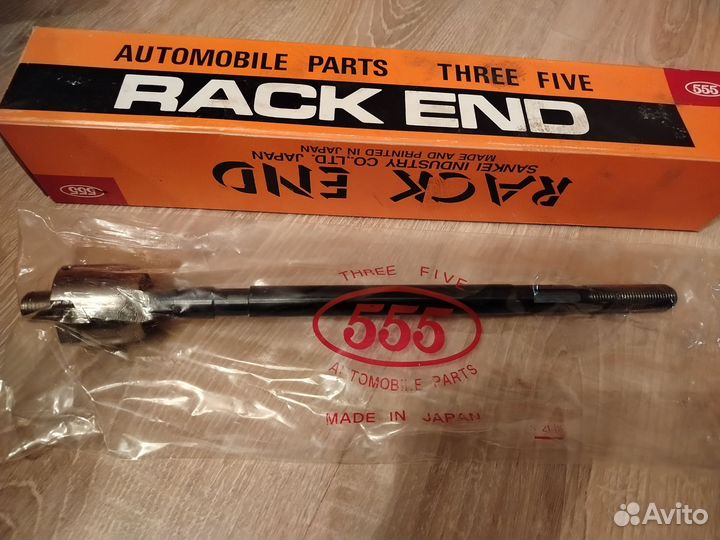 AUTOMOBILE PARTS THREE FIVE
555
RACK END
555
RACK END
SANKEI INDUSTRY CO.,LTD. JAPAN
MADE AND PRINTED IN JAPAN
THREE FIVE
555
AUTOMOBILE PARTS
MADE IN JAPAN
Avito